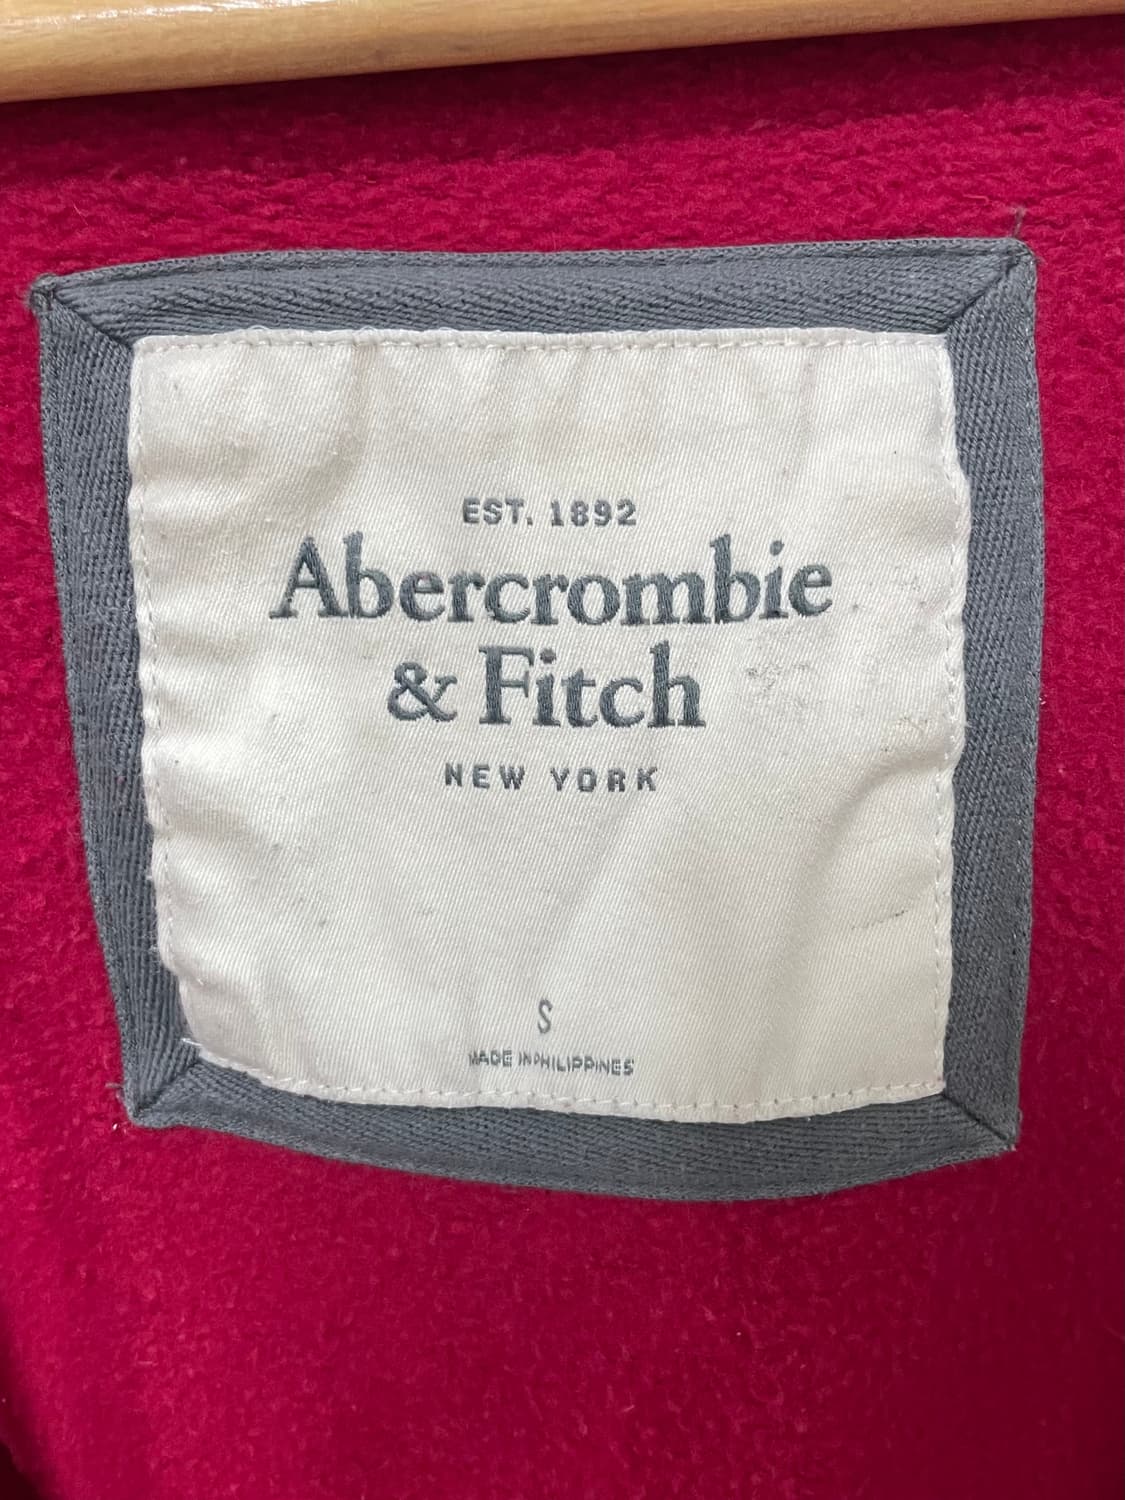 EST. 1892
Abercrombie
& Fitch
NEW YORK
S
MADE IN PHILIPPINES